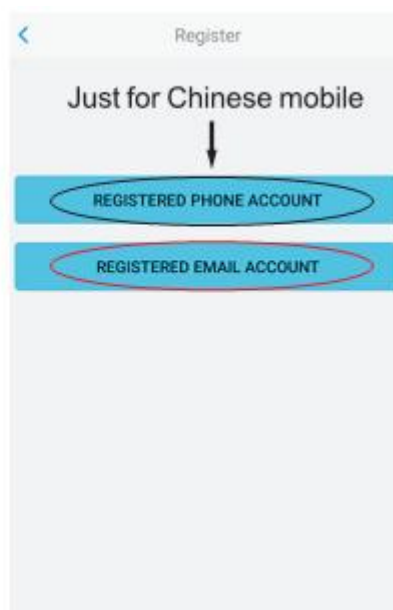 Register
Just for Chinese mobile
REGISTERED PHONE ACCOUNT
REGISTERED EMAIL ACCOUNT